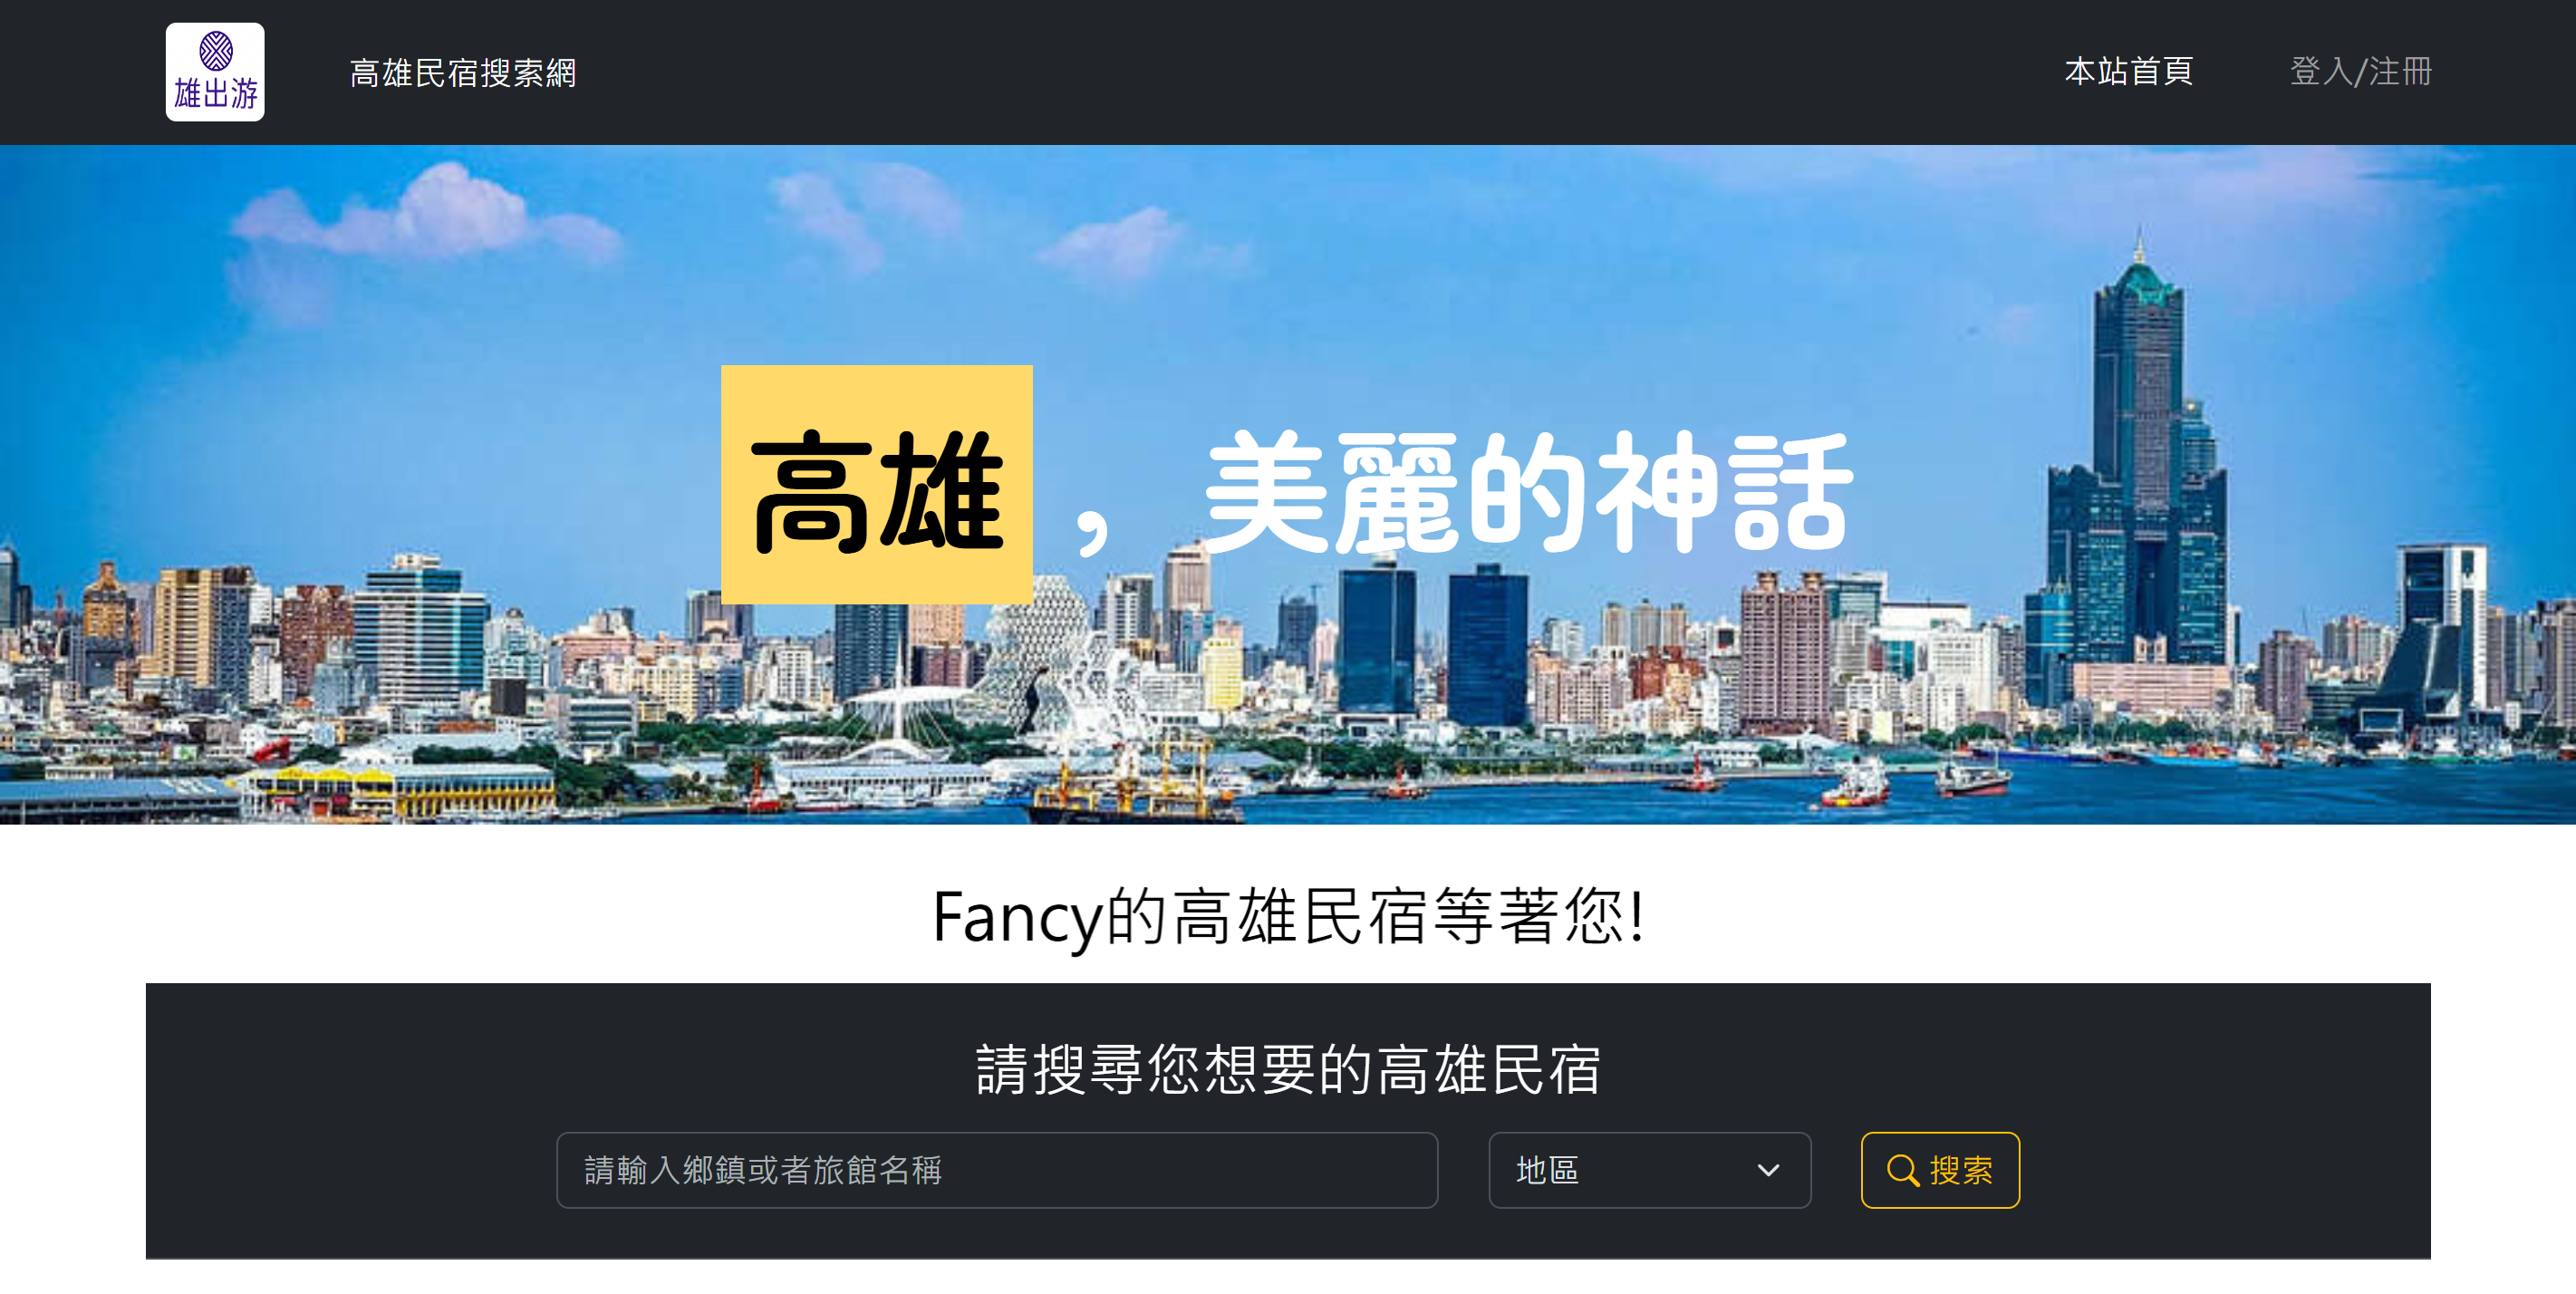 雄出游
高雄民宿搜索網
本站首頁
登入/注冊
高雄，美麗的神話
Fancy的高雄民宿等著您!
請搜尋您想要的高雄民宿
請輸入鄉鎮或者旅館名稱
地區
搜索